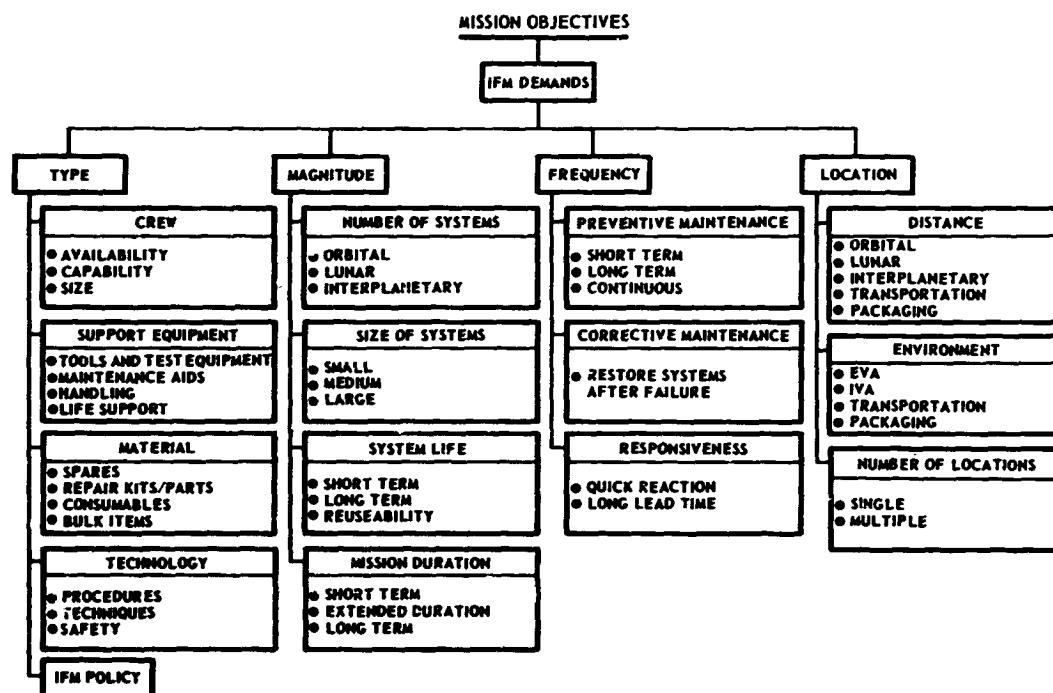 MISSION OBJECTIVES
IFM DEMANDS
TYPE
CREW
● AVAILABILITY
● CAPABILITY
● SIZE
SUPPORT EQUIPMENT
● TOOLS AND TEST EQUIPMENT
● MAINTENANCE AIDS
● HANDLING
● LIFE SUPPORT
MATERIAL
● SPARES
● REPAIR KITS/PARTS
● CONSUMABLES
● BULK ITEMS
TECHNOLOGY
● PROCEDURES
● TECHNIQUES
● SAFETY
IFM POLICY
MAGNITUDE
NUMBER OF SYSTEMS
● ORBITAL
● LUNAR
● INTERPLANETARY
SIZE OF SYSTEMS
● SMALL
● MEDIUM
● LARGE
SYSTEM LIFE
● SHORT TERM
● LONG TERM
● REUSEABILITY
MISSION DURATION
● SHORT TERM
● EXTENDED DURATION
● LONG TERM
FREQUENCY
PREVENTIVE MAINTENANCE
● SHORT TERM
● LONG TERM
● CONTINUOUS
CORRECTIVE MAINTENANCE
● RESTORE SYSTEMS
AFTER FAILURE
RESPONSIVENESS
● QUICK REACTION
● LONG LEAD TIME
LOCATION
DISTANCE
● ORBITAL
● LUNAR
● INTERPLANETARY
● TRANSPORTATION
● PACKAGING
ENVIRONMENT
● EVA
● IVA
● TRANSPORTATION
● PACKAGING
NUMBER OF LOCATIONS
● SINGLE
● MULTIPLE